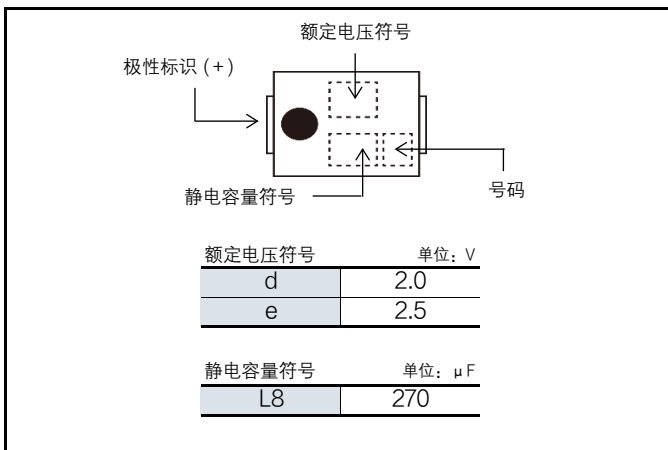 额定电压符号
极性标识 (+)
静电容量符号
号码
额定电压符号 单位: V
d 2.0
e 2.5
静电容量符号 单位: μF
L8 270